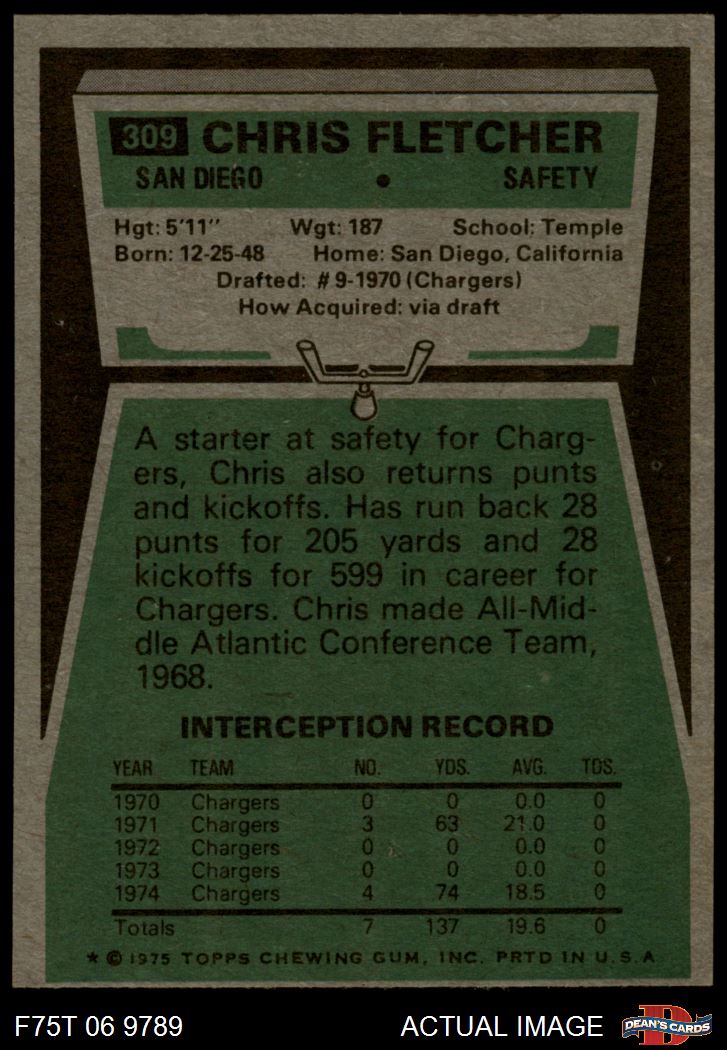 309 CHRIS FLETCHER
SAN DIEGO • SAFETY
Hgt: 5'11" Wgt: 187 School: Temple
Born: 12-25-48 Home: San Diego, California
Drafted: #9-1970 (Chargers)
How Acquired: via draft
A starter at safety for Charg-
ers, Chris also returns punts
and kickoffs. Has run back 28
punts for 205 yards and 28
kickoffs for 599 in career for
Chargers. Chris made All-Mid-
dle Atlantic Conference Team,
1968.
INTERCEPTION RECORD
YEAR TEAM NO. YDS. AVG. TDS.
1970 Chargers 0 0 0.0 0
1971 Chargers 3 63 21.0 0
1972 Chargers 0 0 0.0 0
1973 Chargers 0 0 0.0 0
1974 Chargers 4 74 18.5 0
Totals 7 137 19.6 0
* © 1975 TOPPS CHEWING GUM, INC. PRTD IN U.S.A
F75T 06 9789 ACTUAL IMAGE D DEAN'S CARDS